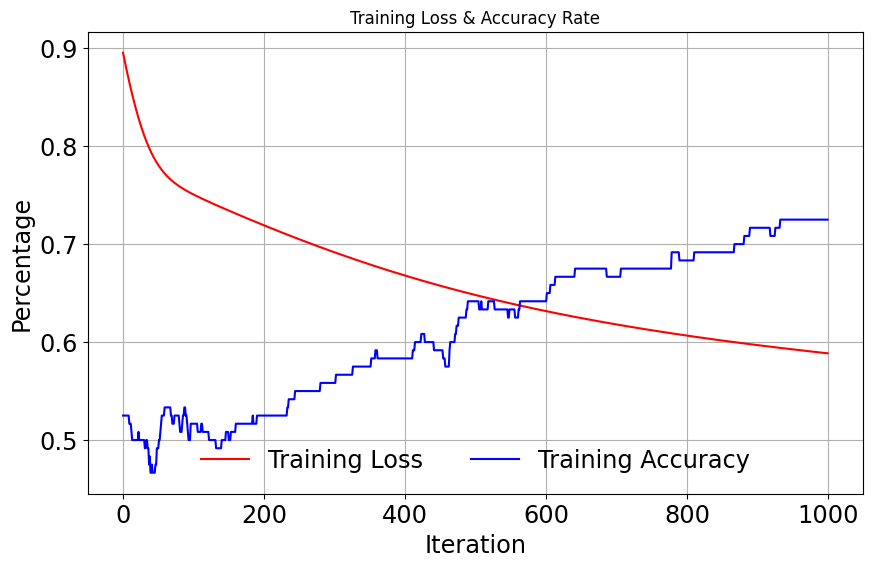 Training Loss & Accuracy Rate
Percentage
0.9
0.8
0.7
0.6
0.5
Training Loss
Training Accuracy
0 200 400 600 800 1000
Iteration